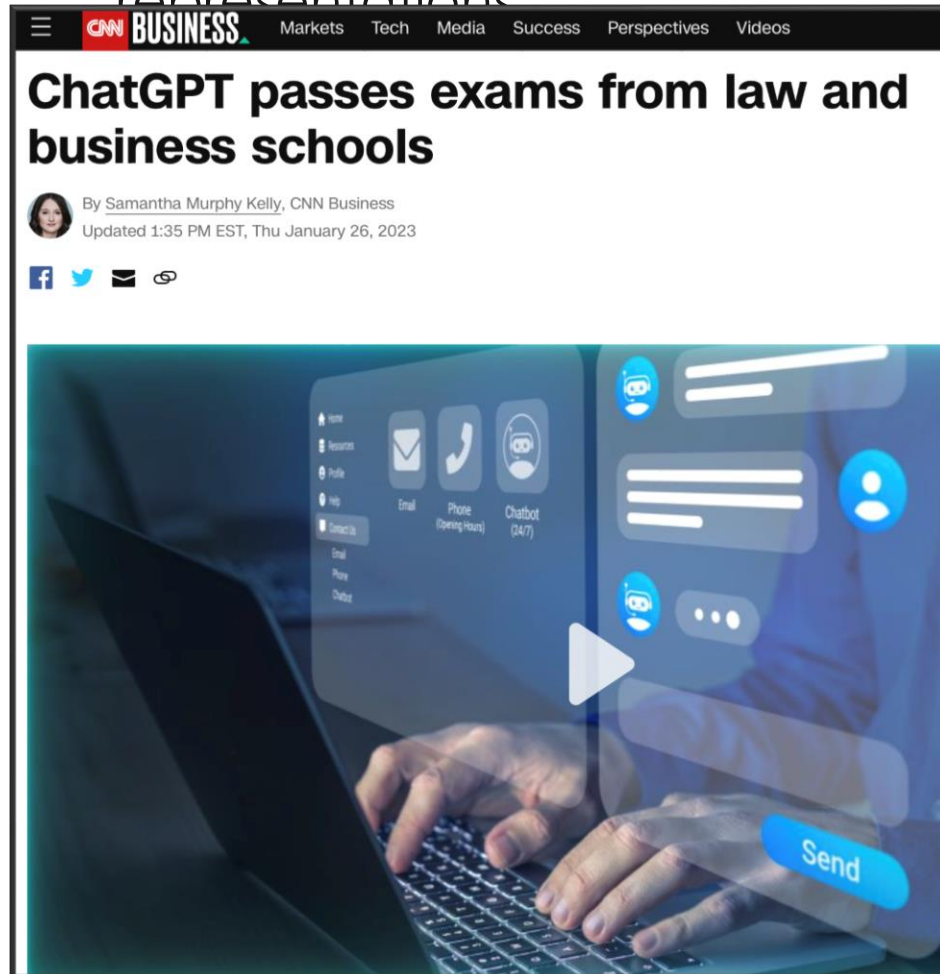 representations
CNN BUSINESS Markets Tech Media Success Perspectives Videos
ChatGPT passes exams from law and
business schools
By Samantha Murphy Kelly, CNN Business
Updated 1:35 PM EST, Thu January 26, 2023
Home
Resources
Profile
Help
Contact Us
Email
Phone
Chatbot
Email
Phone
(Opening Hours)
Chatbot
(24/7)
Send